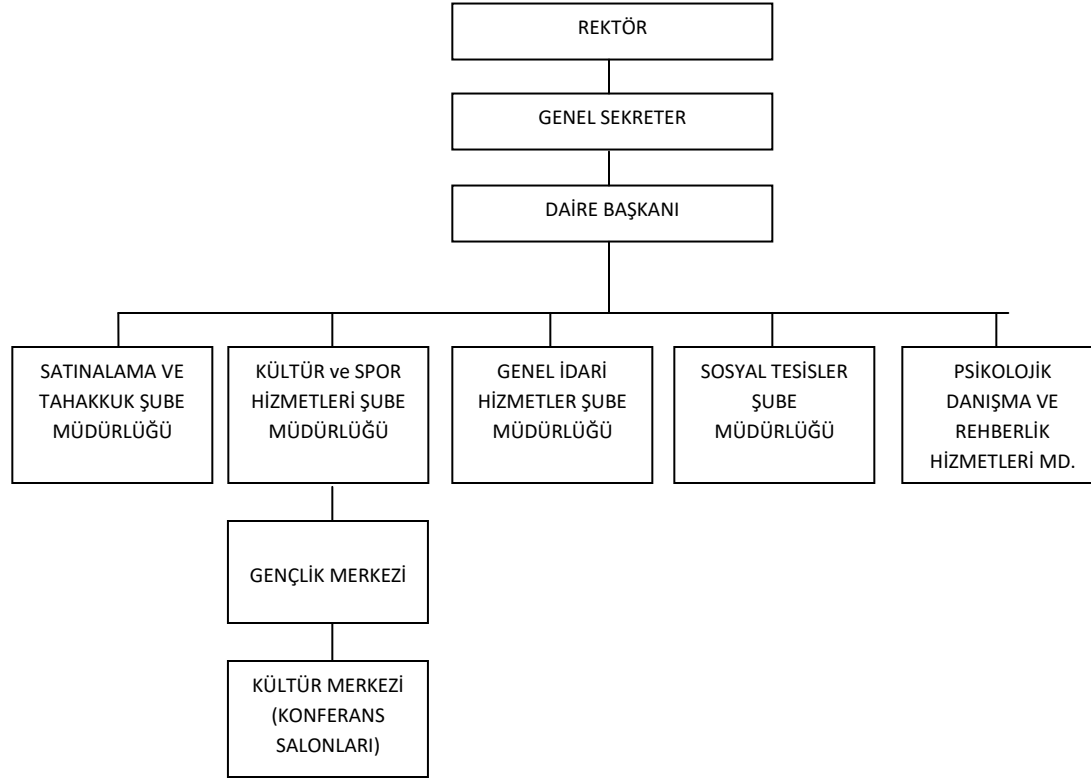 REKTÖR
GENEL SEKRETER
DAİRE BAŞKANI
SATINALAMA VE
TAHAKKUK ŞUBE
MÜDÜRLÜĞÜ
KÜLTÜR ve SPOR
HİZMETLERİ ŞUBE
MÜDÜRLÜĞÜ
GENEL İDARİ
HİZMETLER ŞUBE
MÜDÜRLÜĞÜ
SOSYAL TESİSLER
ŞUBE
MÜDÜRLÜĞÜ
PSİKOLOJİK
DANIŞMA VE
REHBERLİK
HİZMETLERİ MD.
GENÇLİK MERKEZİ
KÜLTÜR MERKEZİ
(KONFERANS
SALONLARI)